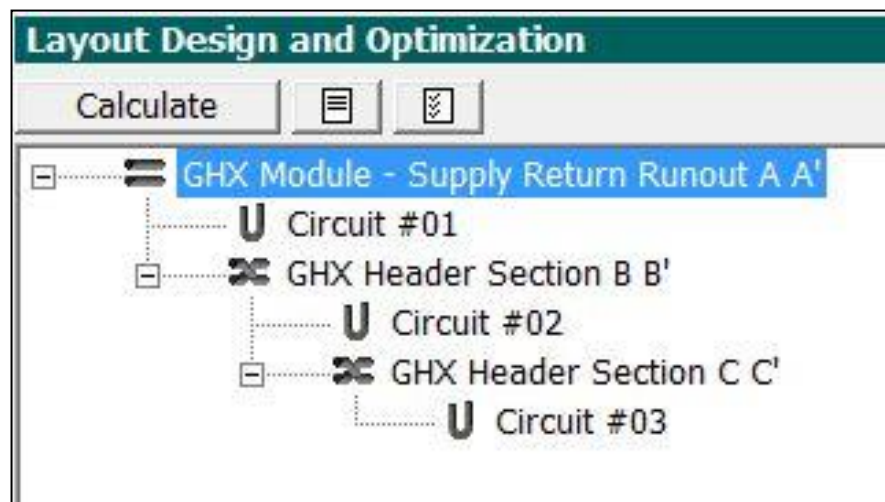 Layout Design and Optimization
Calculate
GHX Module - Supply Return Runout A A'
Circuit #01
GHX Header Section B B'
Circuit #02
GHX Header Section C C'
Circuit #03